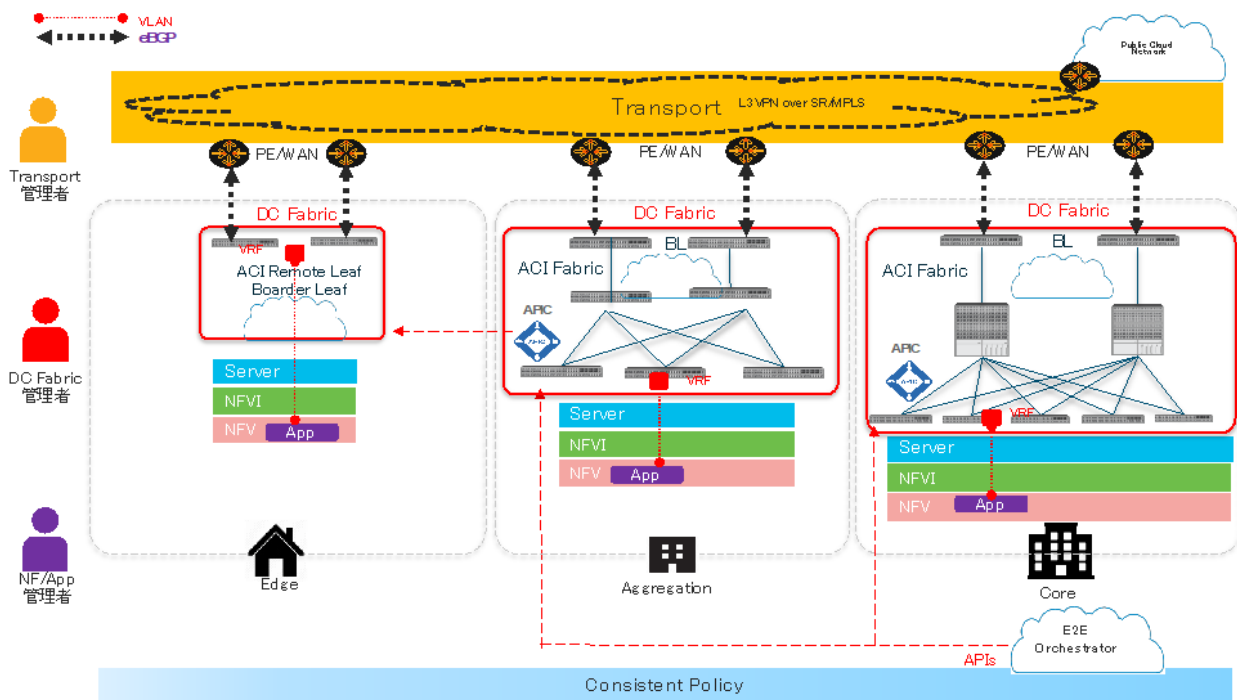 VLAN
eBGP
Public Cloud
Network
Transport
L3VPN over SR/MPLS
PE/WAN
PE/WAN
PE/WAN
Transport
管理者
DC Fabric
DC Fabric
DC Fabric
VRF
ACI Remote Leaf
Boarder Leaf
BL
ACI Fabric
APIC
APIC
VRF
BL
ACI Fabric
APIC
APIC
VRF
DC Fabric
管理者
Server
NFVI
NFV
App
Server
NFVI
NFV
App
Server
NFVI
NFV
App
NF/App
管理者
Edge
Aggregation
Core
E2E
Orchestrator
APIs
Consistent Policy